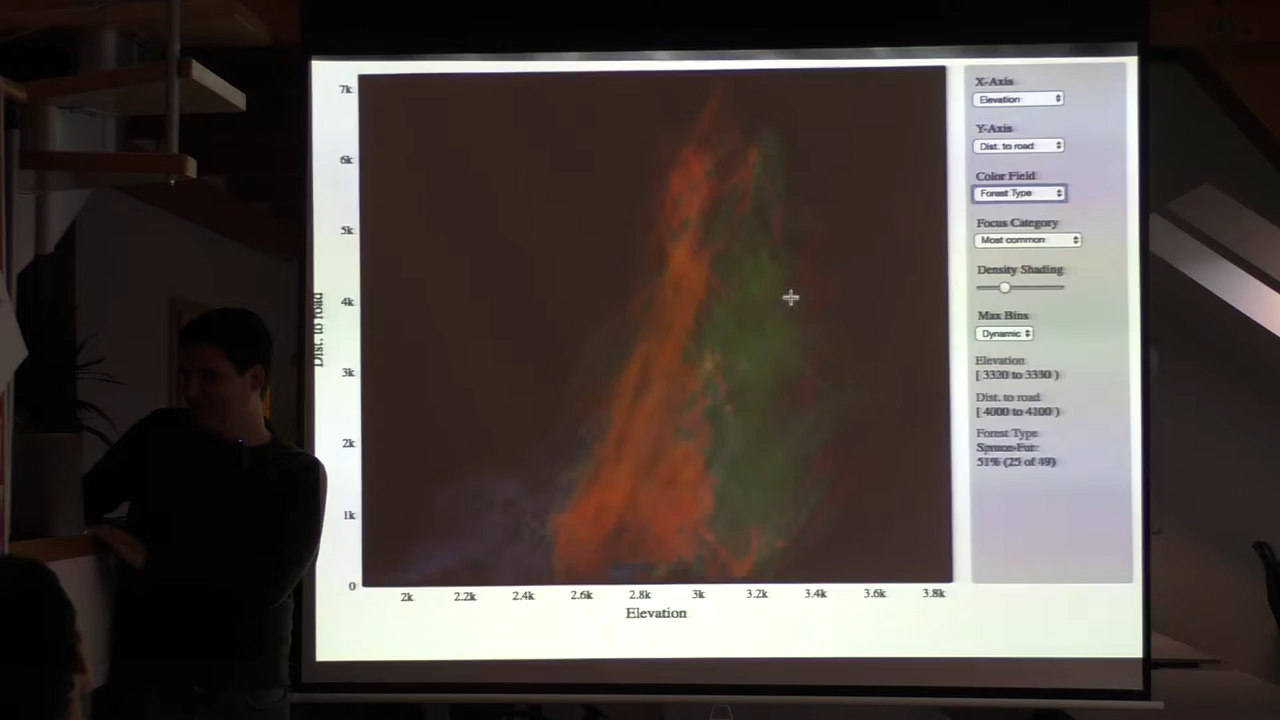 7k
6k
5k
4k
3k
2k
1k
0
Dist. to road
2k 2.2k 2.4k 2.6k 2.8k 3k 3.2k 3.4k 3.6k 3.8k
Elevation
X-Axis
Elevation
Y-Axis
Dist. to road
Color Field
Forest Type
Focus Category
Most common
Density Shading
Max Bins
Dynamic
Elevation
[ 3320 to 3330 )
Dist. to road
[ 4000 to 4100 )
Forest Type
Spruce-Fur:
51% (25 of 49)